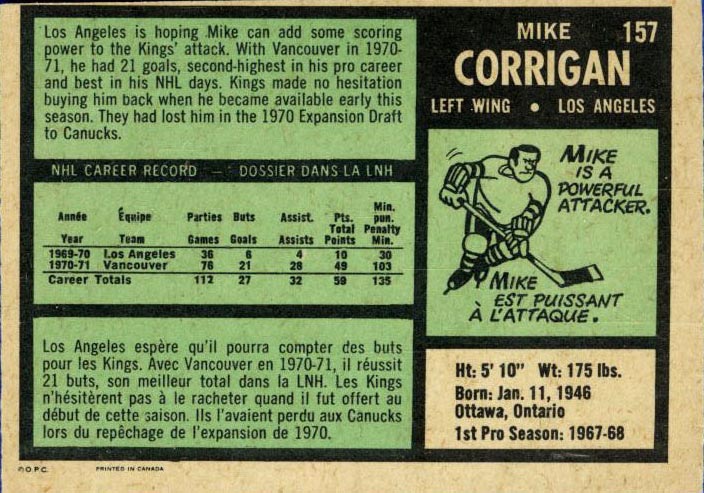 Los Angeles is hoping Mike can add some scoring
power to the Kings' attack. With Vancouver in 1970-
71, he had 21 goals, second-highest in his pro career
and best in his NHL days. Kings made no hesitation
buying him back when he became available early this
season. They had lost him in the 1970 Expansion Draft
to Canucks.
MIKE 157
CORRIGAN
LEFT WING • LOS ANGELES
NHL CAREER RECORD — DOSSIER DANS LA LNH
Année Équipe Parties Buts Assist. Pts. Total Min. pun.
Year Team Games Goals Assists Points Penalty Min.
1969-70 Los Angeles 36 6 4 10 30
1970-71 Vancouver 76 21 28 49 103
Career Totals 112 27 32 59 135
MIKE
IS A
POWERFUL
ATTACKER.
MIKE
EST PUISSANT
À L'ATTAQUE.
Los Angeles espère qu'il pourra compter des buts
pour les Kings. Avec Vancouver en 1970-71, il réussit
21 buts, son meilleur total dans la LNH. Les Kings
n'hésitèrent pas à le racheter quand il fut offert au
début de cette saison. Ils l'avaient perdu aux Canucks
lors du repêchage de l'expansion de 1970.
Ht: 5' 10" Wt: 175 lbs.
Born: Jan. 11, 1946
Ottawa, Ontario
1st Pro Season: 1967-68
© O.P.C. PRINTED IN CANADA